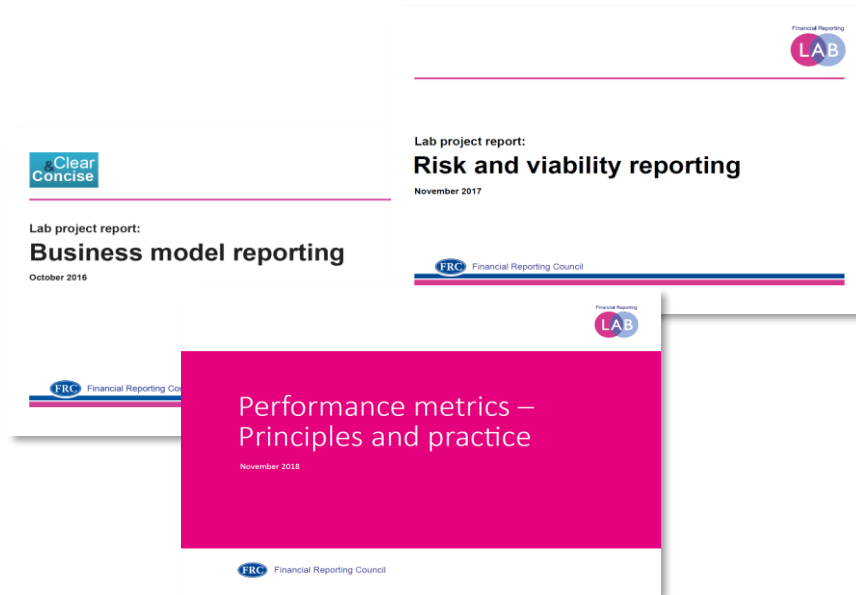 &Clear
Concise
Lab project report:
Business model reporting
October 2016
FRC Financial Reporting Cou
Financial Reporting
LAB
Lab project report:
Risk and viability reporting
November 2017
FRC Financial Reporting Council
Financial Reporting
LAB
Performance metrics –
Principles and practice
November 2018
FRC Financial Reporting Council